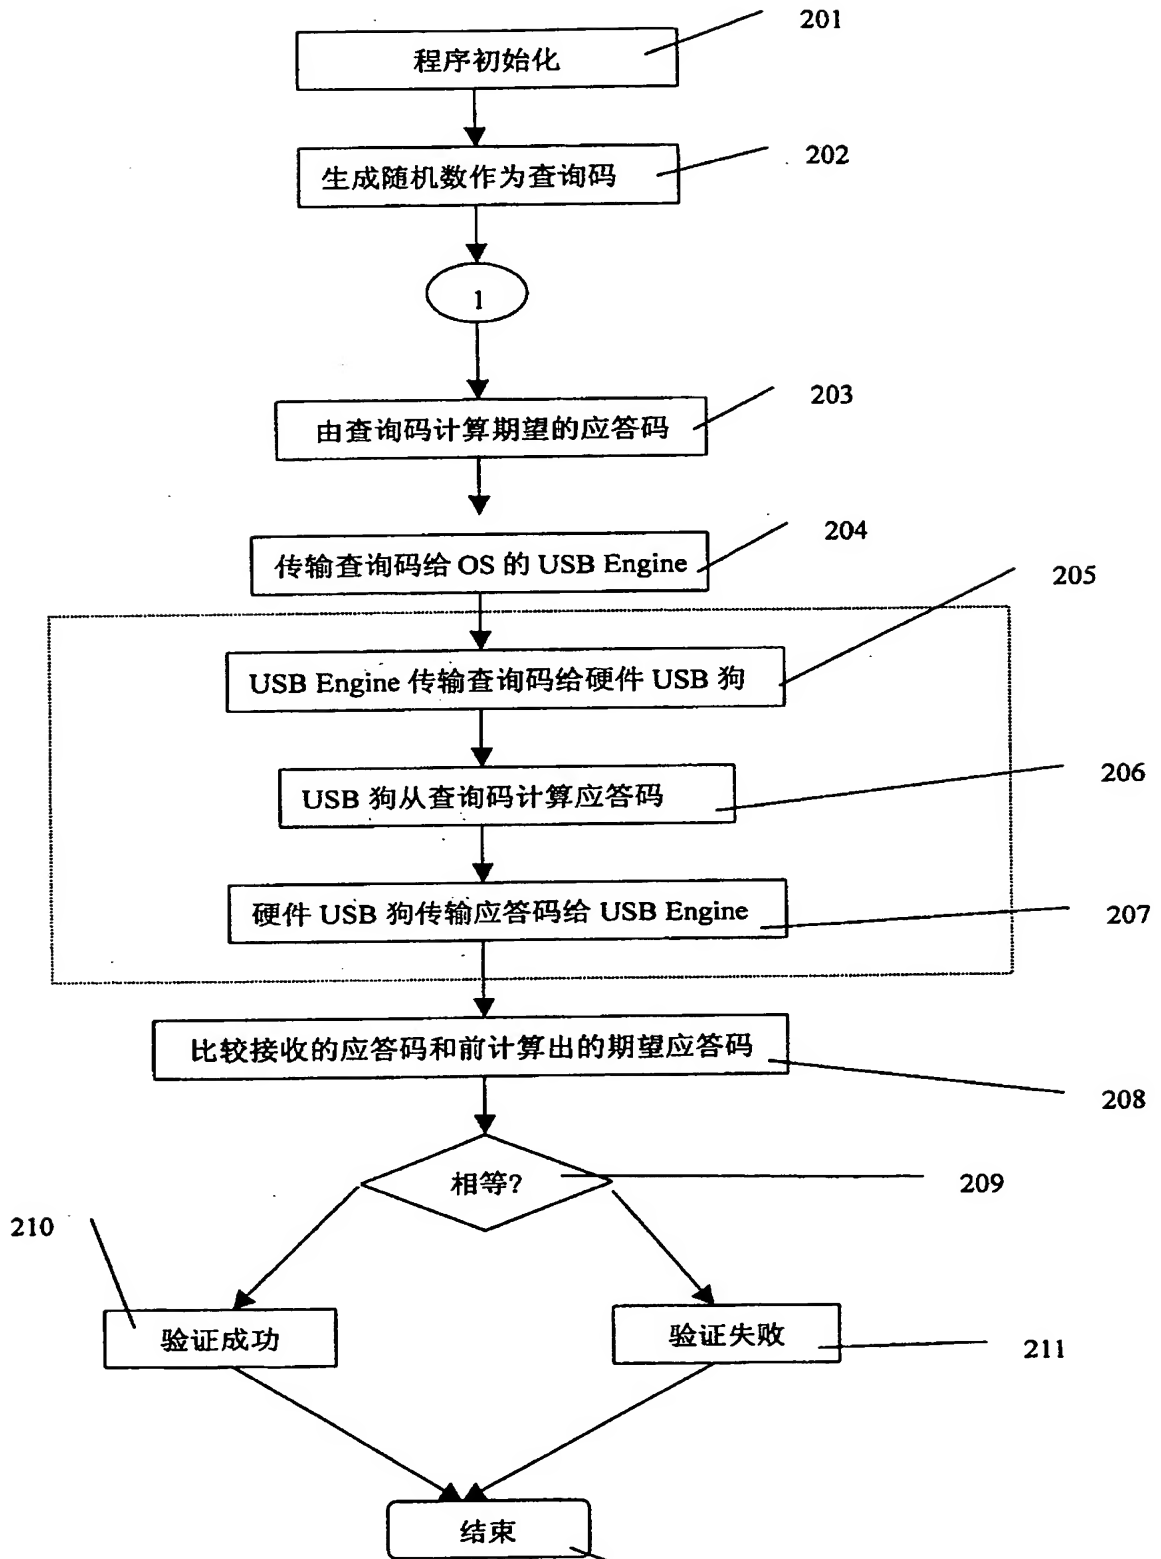 201
程序初始化
202
生成随机数作为查询码
1
203
由查询码计算期望的应答码
204
传输查询码给 OS 的 USB Engine
205
USB Engine 传输查询码给硬件 USB 狗
206
USB 狗从查询码计算应答码
硬件 USB 狗传输应答码给 USB Engine
207
比较接收的应答码和前计算出的期望应答码
208
相等?
209
210
验证成功
验证失败
211
结束